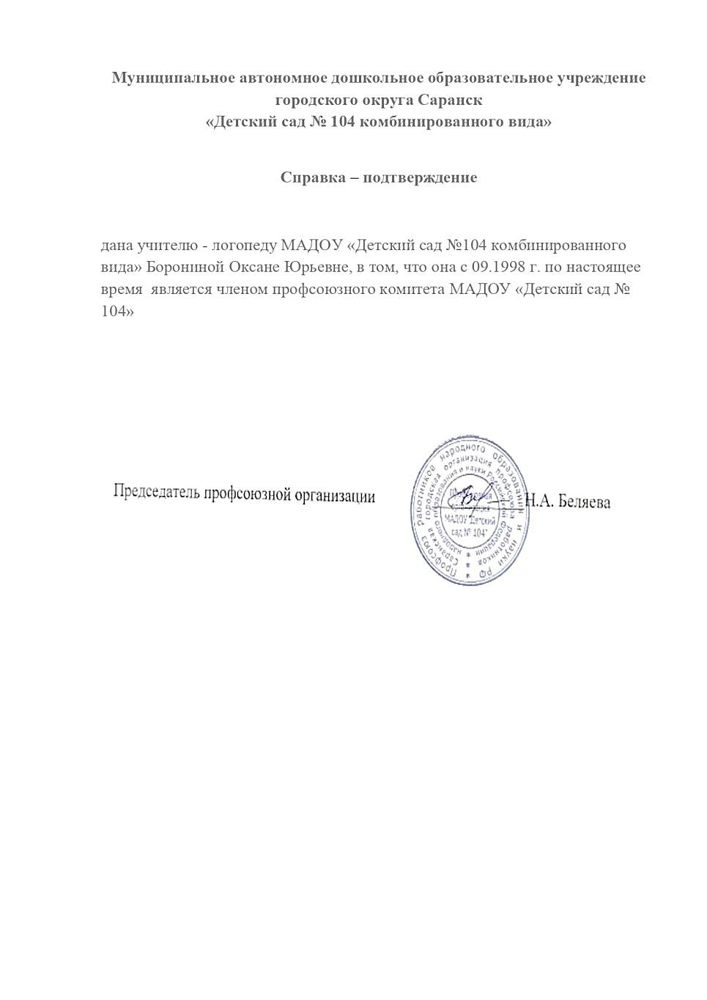 Муниципальное автономное дошкольное образовательное учреждение
городского округа Саранск
«Детский сад № 104 комбинированного вида»
Справка – подтверждение
дана учителю - логопеду МАДОУ «Детский сад №104 комбинированного
вида» Борониной Оксане Юрьевне, в том, что она с 09.1998 г. по настоящее
время является членом профсоюзного комитета МАДОУ «Детский сад №
104»
Председатель профсоюзной организации
Н.А. Беляева
Профсоюз работников народного образования и науки РФ *
Саранская городская организация профсоюза работников *
народного образования и науки Российской Федерации *
организация
МАДОУ "Детский
сад № 104"